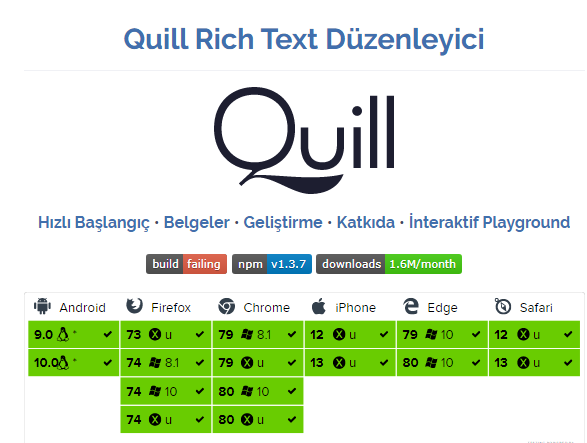 Quill Rich Text Düzenleyici
Quill
Hızlı Başlangıç • Belgeler • Geliştirme • Katkıda • İnteraktif Playground
build failing npm v1.3.7 downloads 1.6M/month
Android Firefox Chrome iPhone Edge Safari
9.0 * ✔ 73 X u ✔ 79 8.1 ✔ 12 X u ✔ 79 10 ✔ 12 X u ✔
10.0 * ✔ 74 8.1 ✔ 79 X u ✔ 13 X u ✔ 80 10 ✔ 13 X u ✔
74 10 ✔ 80 10 ✔
74 X u ✔ 80 X u ✔